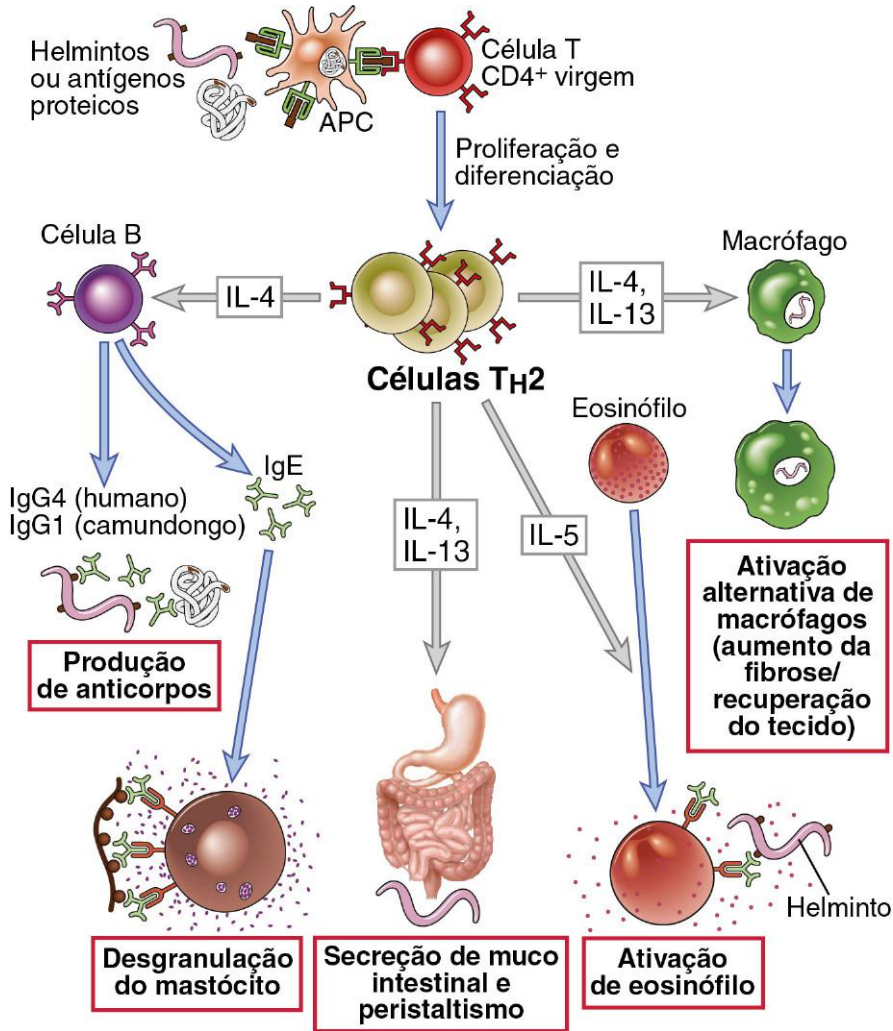 Helmintos
ou antígenos
proteicos
APC
Célula T
CD4+ virgem
Proliferação e
diferenciação
Célula B
IL-4
IL-4,
IL-13
Macrófago
Células TH2
Eosinófilo
IgE
IgG4 (humano)
IgG1 (camundongo)
IL-4,
IL-13
IL-5
Produção
de anticorpos
Ativação
alternativa de
macrófagos
(aumento da
fibrose/
recuperação
do tecido)
Helminto
Desgranulação
do mastócito
Secreção de muco
intestinal e
peristaltismo
Ativação
de eosinófilo